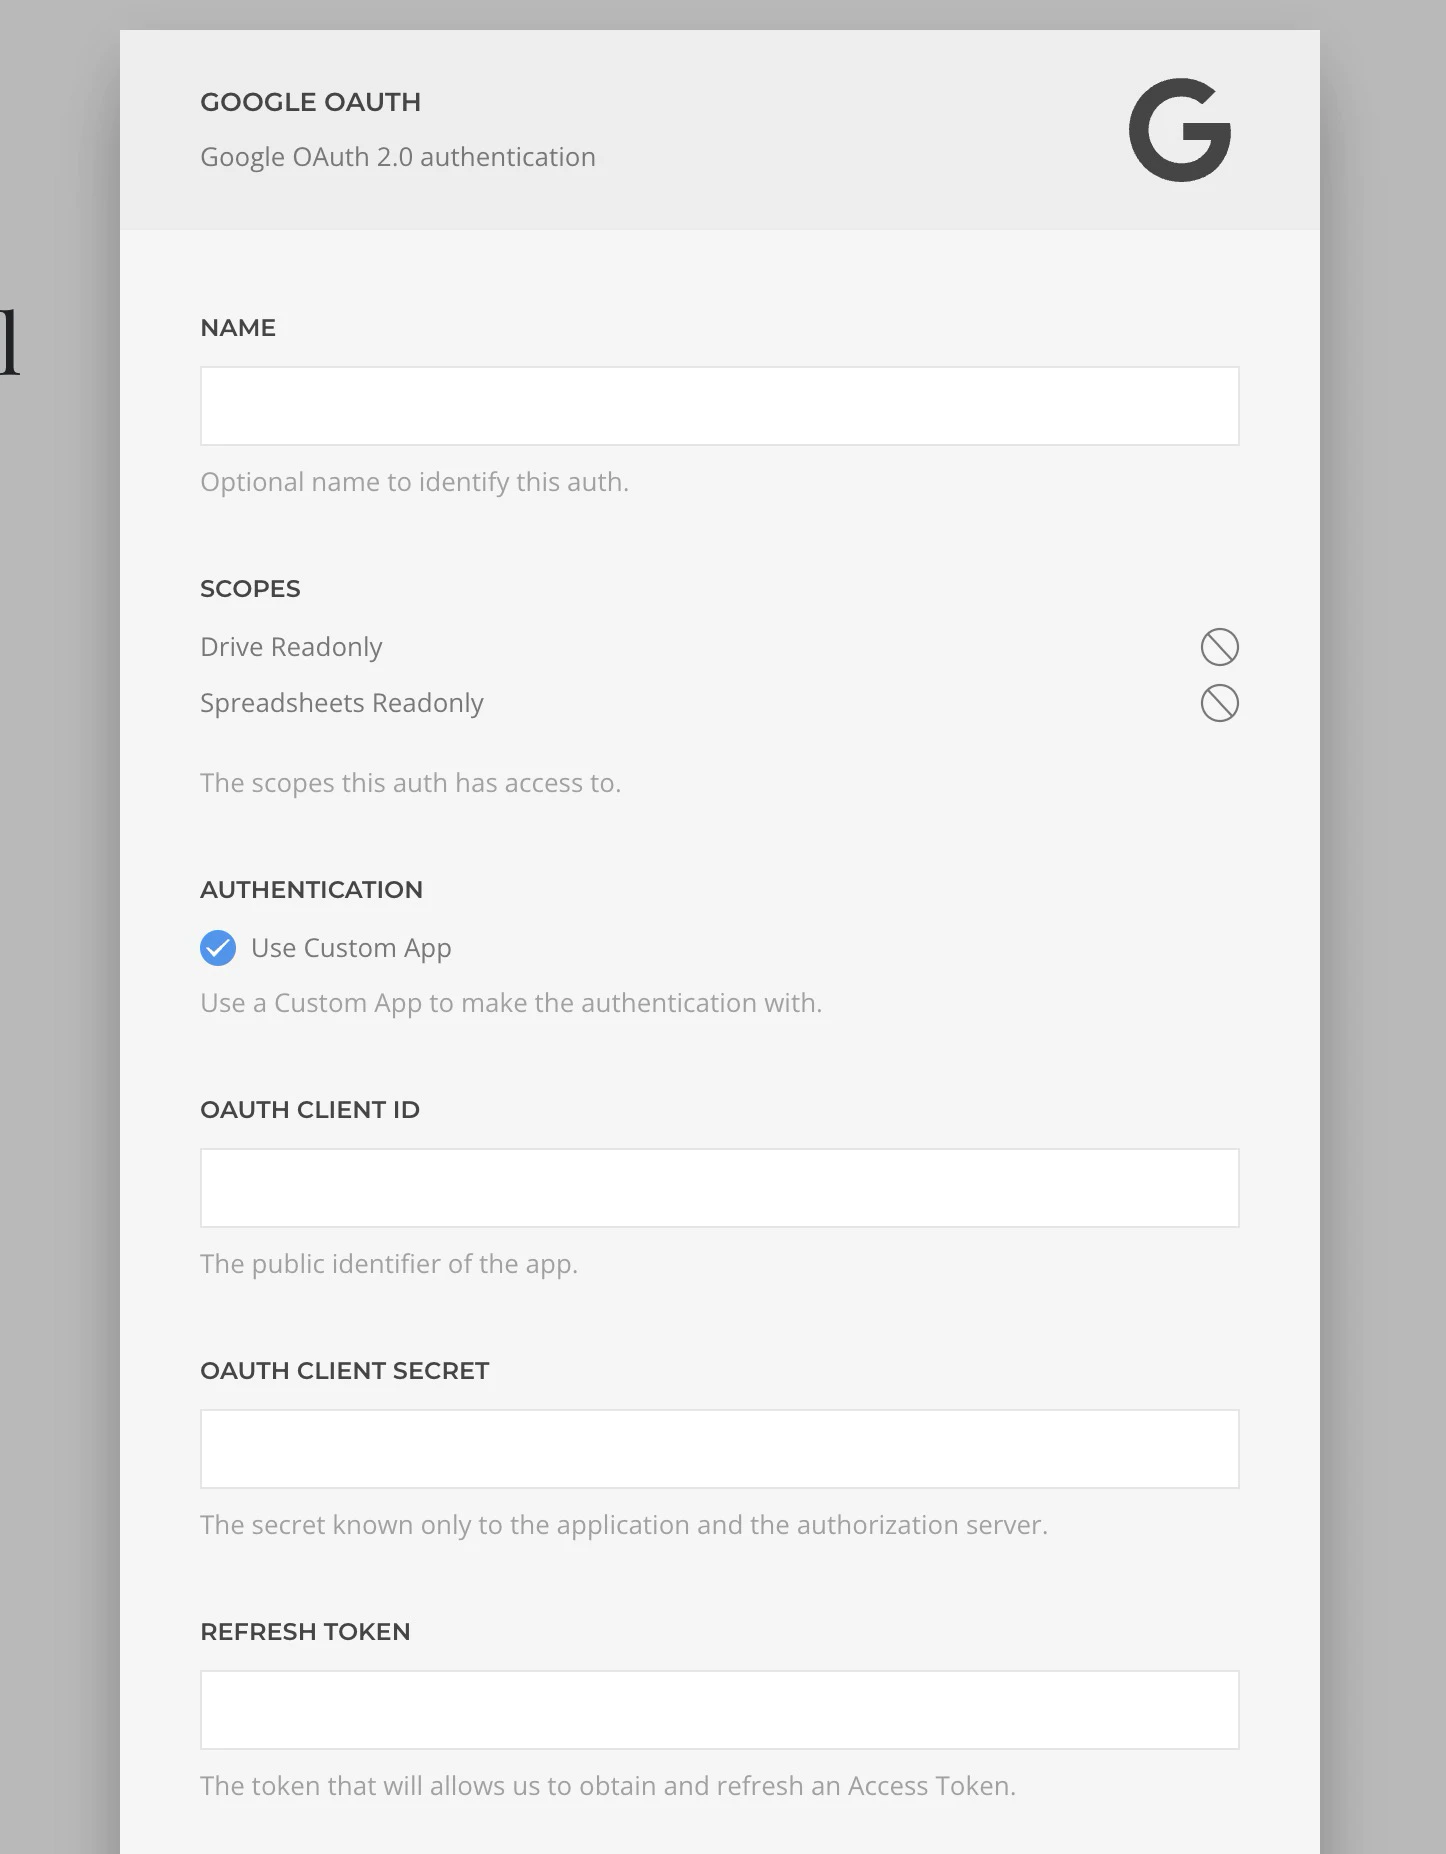 GOOGLE OAUTH
Google OAuth 2.0 authentication
l
NAME
Optional name to identify this auth.
SCOPES
Drive Readonly
Spreadsheets Readonly
The scopes this auth has access to.
AUTHENTICATION
Use Custom App
Use a Custom App to make the authentication with.
OAUTH CLIENT ID
The public identifier of the app.
OAUTH CLIENT SECRET
The secret known only to the application and the authorization server.
REFRESH TOKEN
The token that will allows us to obtain and refresh an Access Token.